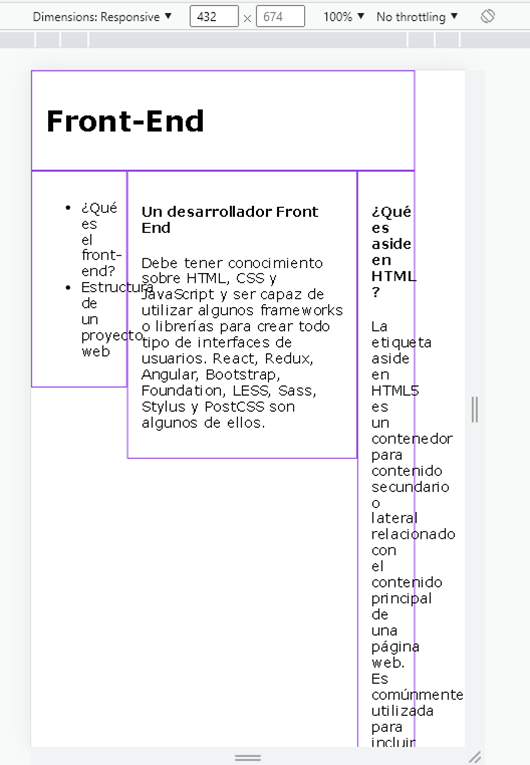 Dimensions: Responsive ▼ 432 × 674 100% ▼ No throttling ▼
Front-End
• ¿Qué
es
el
front-
end?
• Estructura
de
un
proyecto
web
Un desarrollador Front
End
Debe tener conocimiento
sobre HTML, CSS y
JavaScript y ser capaz de
utilizar algunos frameworks
o librerías para crear todo
tipo de interfaces de
usuarios. React, Redux,
Angular, Bootstrap,
Foundation, LESS, Sass,
Stylus y PostCSS son
algunos de ellos.
¿Qué
es
aside
en
HTML
?
La
etiqueta
aside
en
HTML5
es
un
contenedor
para
contenido
secundario
o
lateral
relacionado
con
el
contenido
principal
de
una
página
web.
Es
comúnmente
utilizada
para
incluir